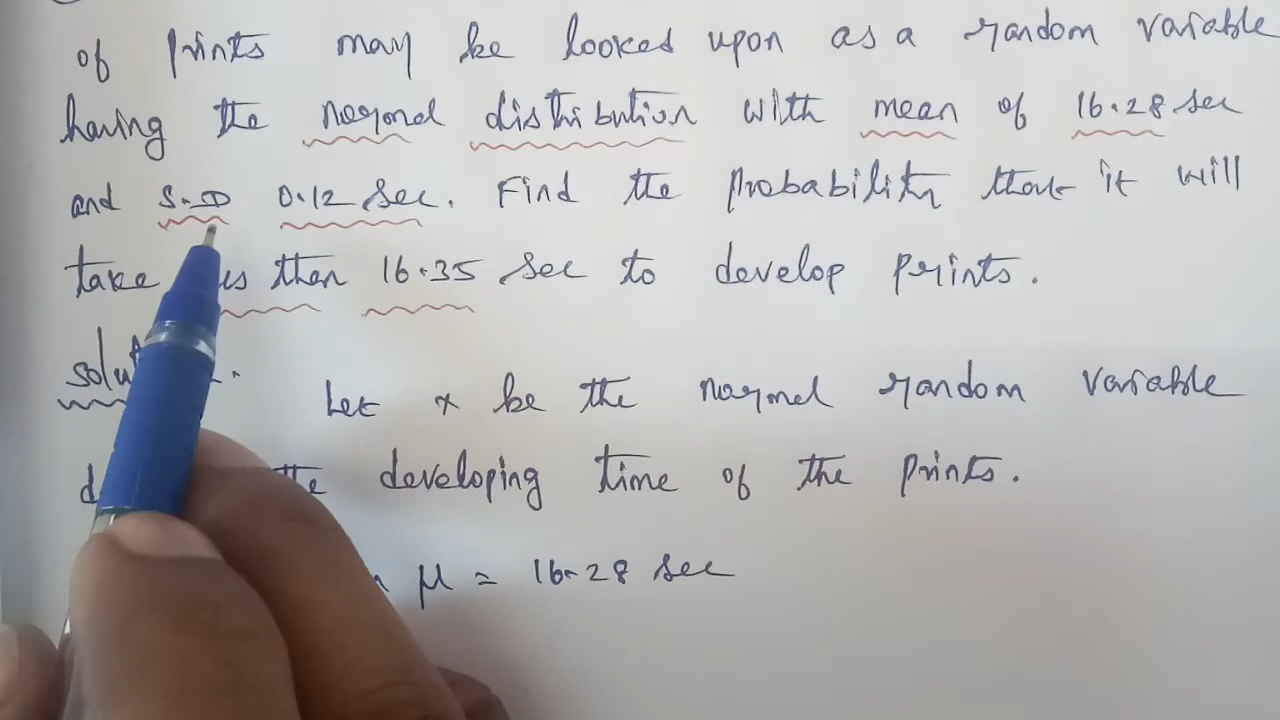 of prints may be looked upon as a random variable
having the normal distribution with mean of 16.28 sec
and S.D 0.12 sec. Find the probability that it will
take than 16.35 sec to develop prints.
Let x be the normal random variable
the developing time of the prints.
μ = 16.28 sec